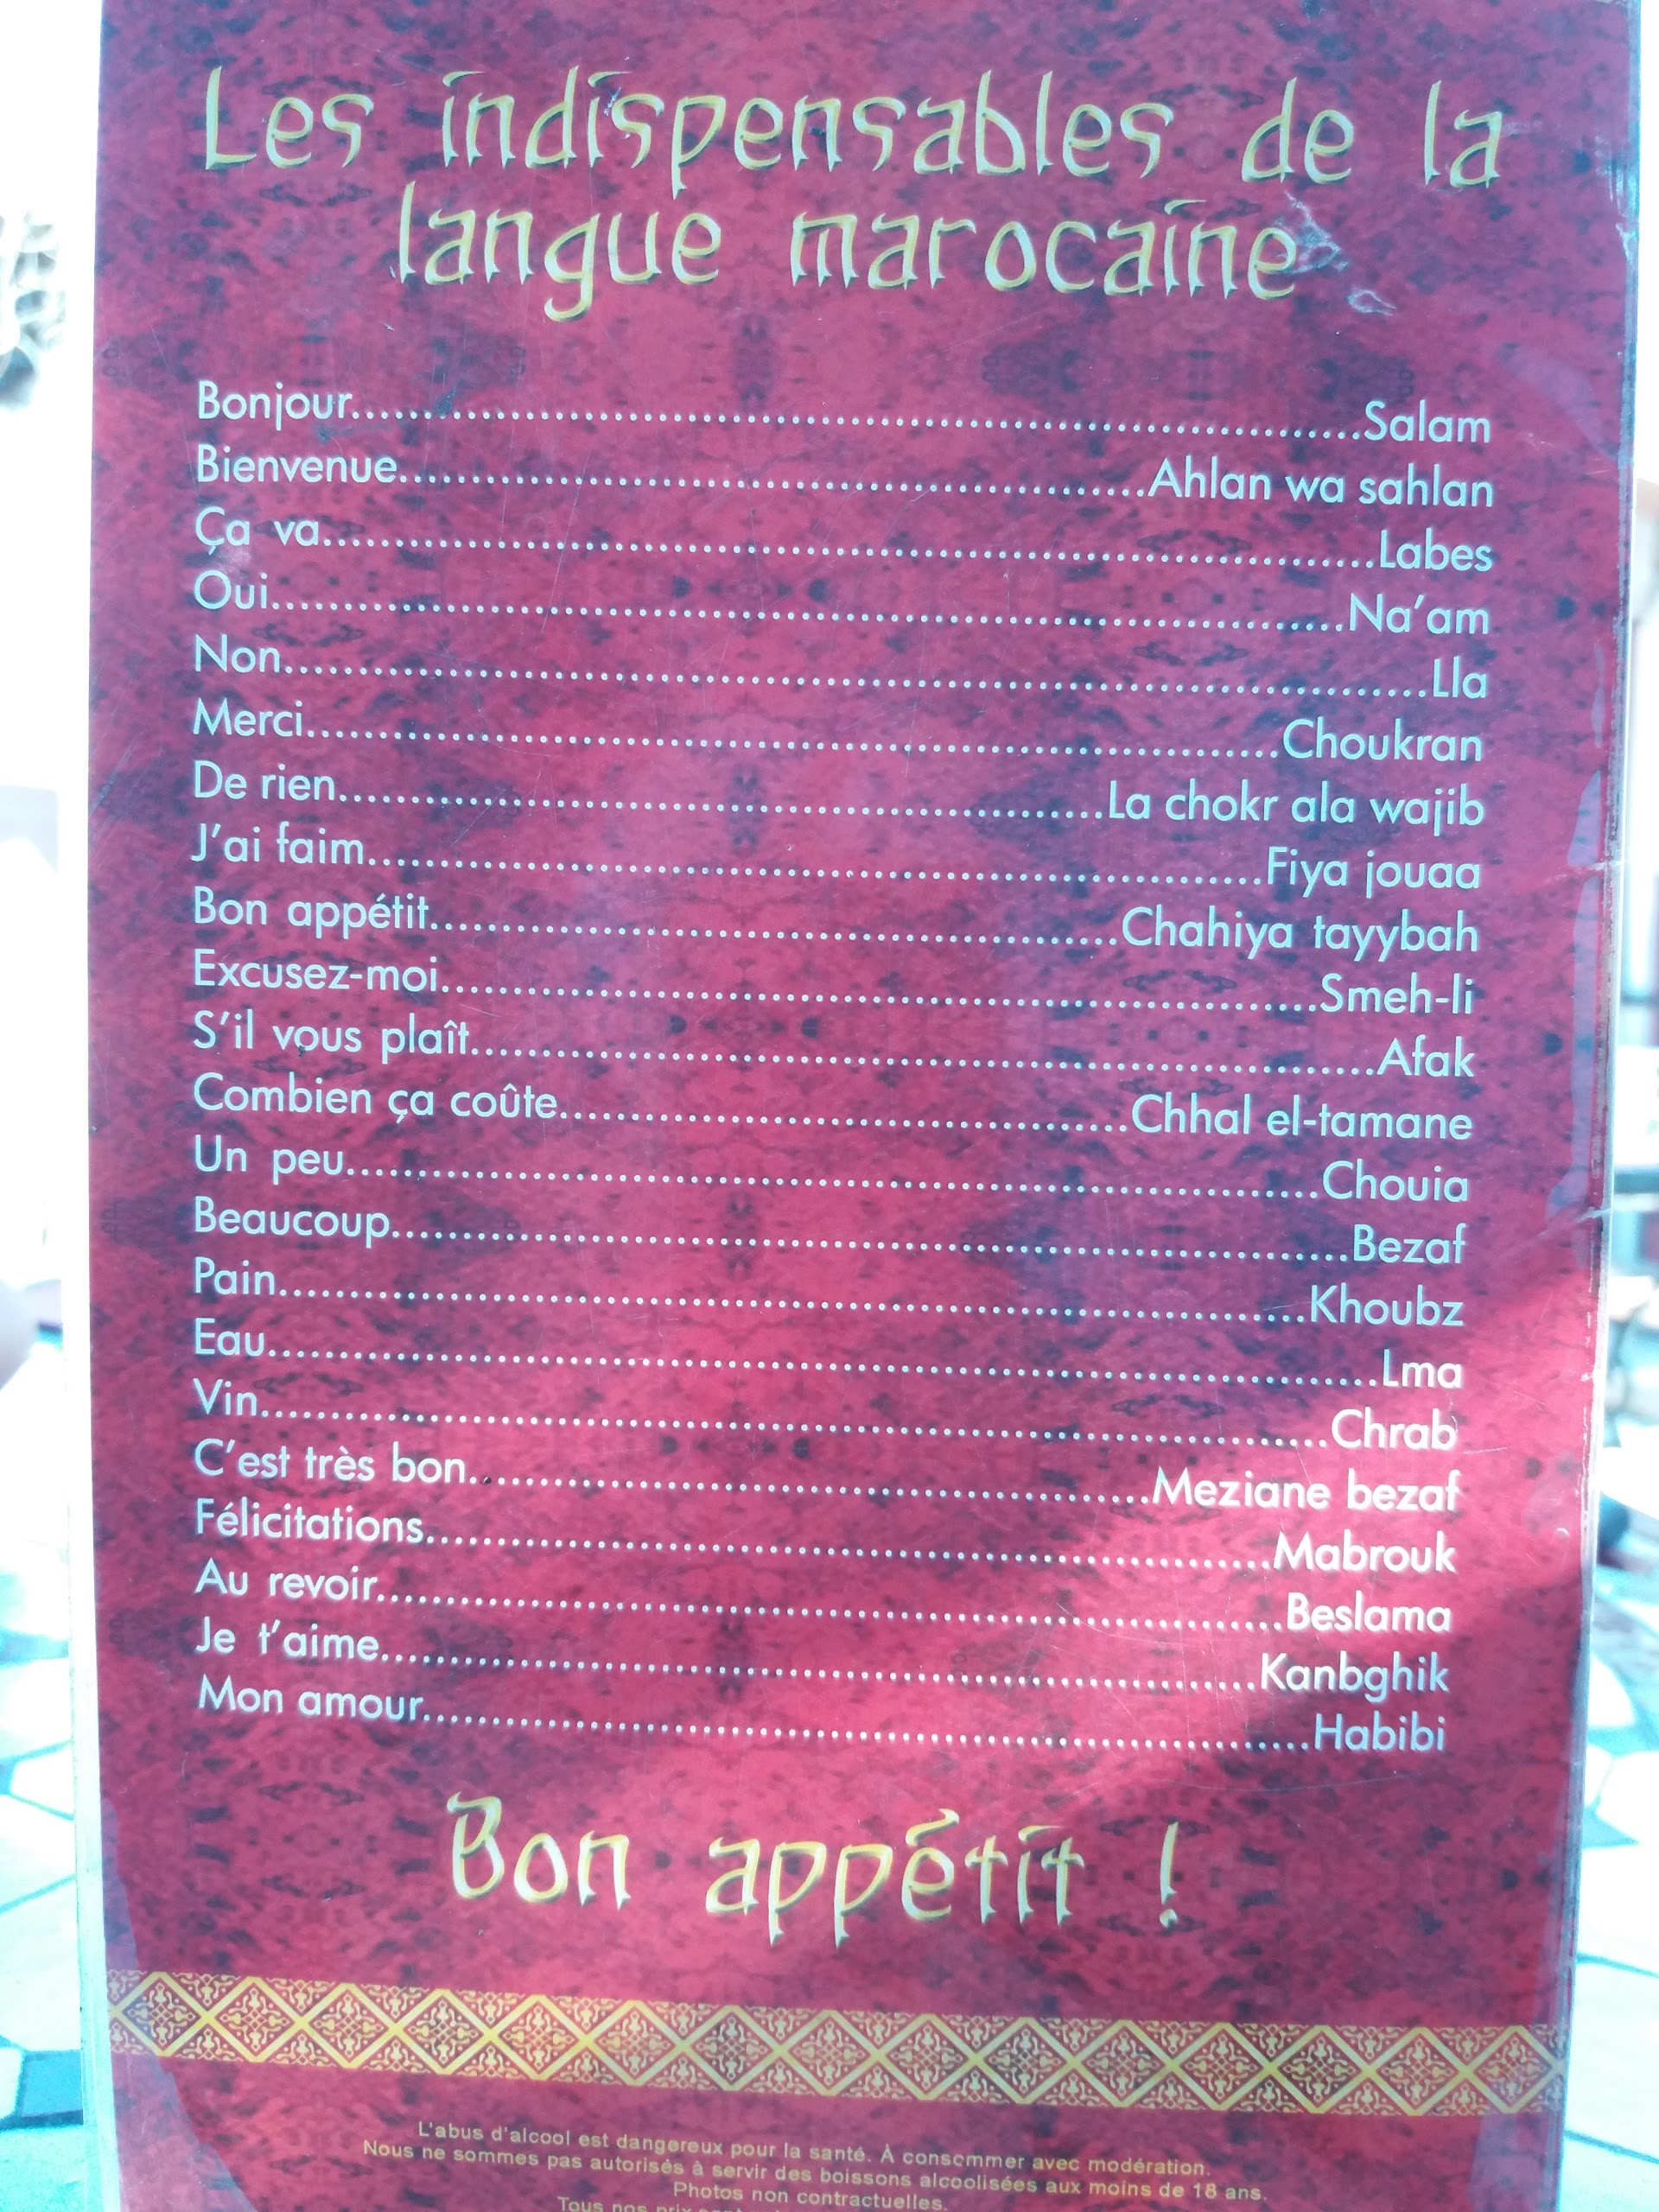 Les indispensables de la
langue marocaine
Bonjour..........Salam
Bienvenue..........Ahlan wa sahlan
Ça va..........Labes
Oui..........Na’am
Non..........Lla
Merci..........Choukran
De rien..........La chokr ala wajib
J’ai faim..........Fiya jouaa
Bon appétit..........Chahiya tayybah
Excusez-moi..........Smeh-li
S’il vous plaît..........Afak
Combien ça coûte..........Chhal el-tamane
Un peu..........Chouia
Beaucoup..........Bezaf
Pain..........Khoubz
Eau..........Lma
Vin..........Chrab
C’est très bon..........Meziane bezaf
Félicitations..........Mabrouk
Au revoir..........Beslama
Je t’aime..........Kanbghik
Mon amour..........Habibi
Bon appétit !
L'abus d'alcool est dangereux pour la santé. À consommer avec modération.
Nous ne sommes pas autorisés à servir des boissons alcoolisées aux moins de 18 ans.
Photos non contractuelles.
Tous nos prix